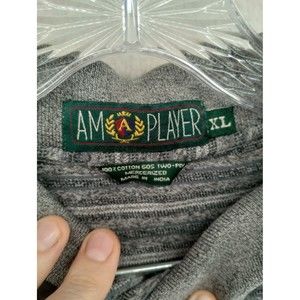 AM A PLAYER
XL
100% COTTON 60S TWO-PLY
MERCERIZED
MADE IN INDIA